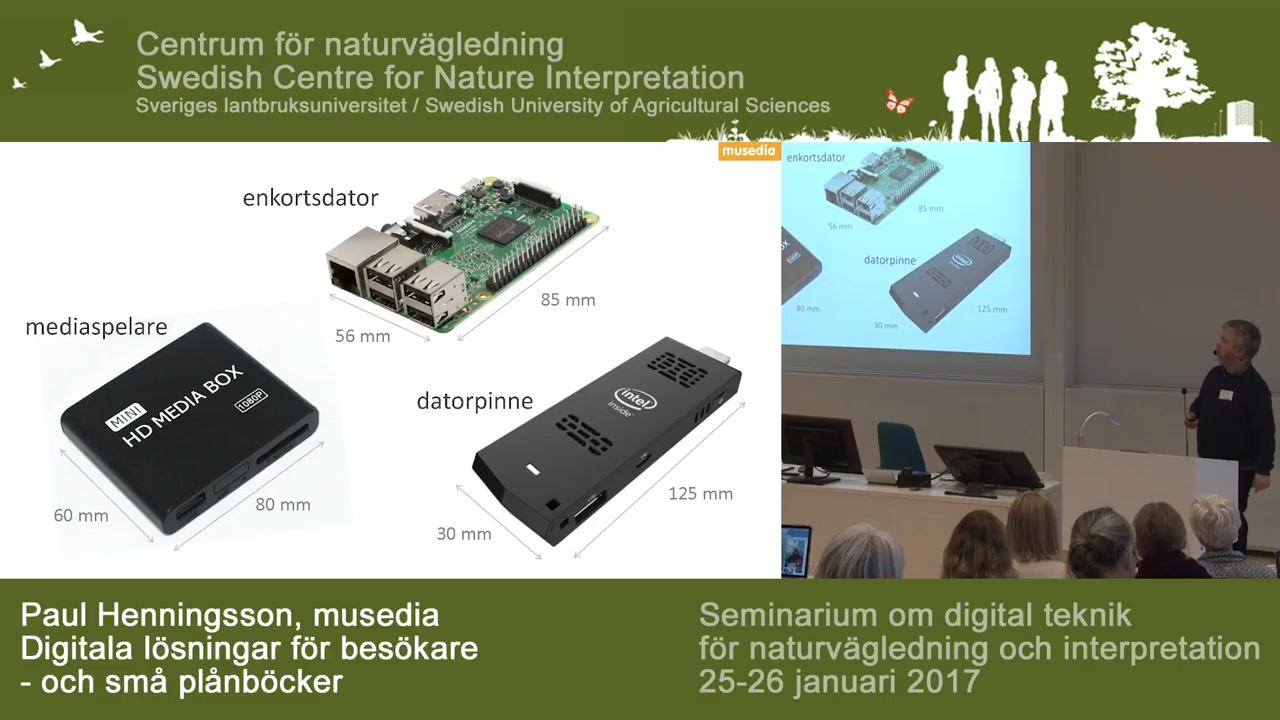 Centrum för naturvägledning
Swedish Centre for Nature Interpretation
Sveriges lantbruksuniversitet / Swedish University of Agricultural Sciences
musedia
enkortsdator
85 mm
56 mm
mediaspelare
MINI
HD MEDIA BOX
1080P
60 mm
80 mm
datorpinne
intel
inside
125 mm
30 mm
enkortsdator
85 mm
56 mm
datorpinne
intel
80 mm
125 mm
30 mm
Paul Henningsson, musedia
Digitala lösningar för besökare
- och små plånböcker
Seminarium om digital teknik
för naturvägledning och interpretation
25-26 januari 2017